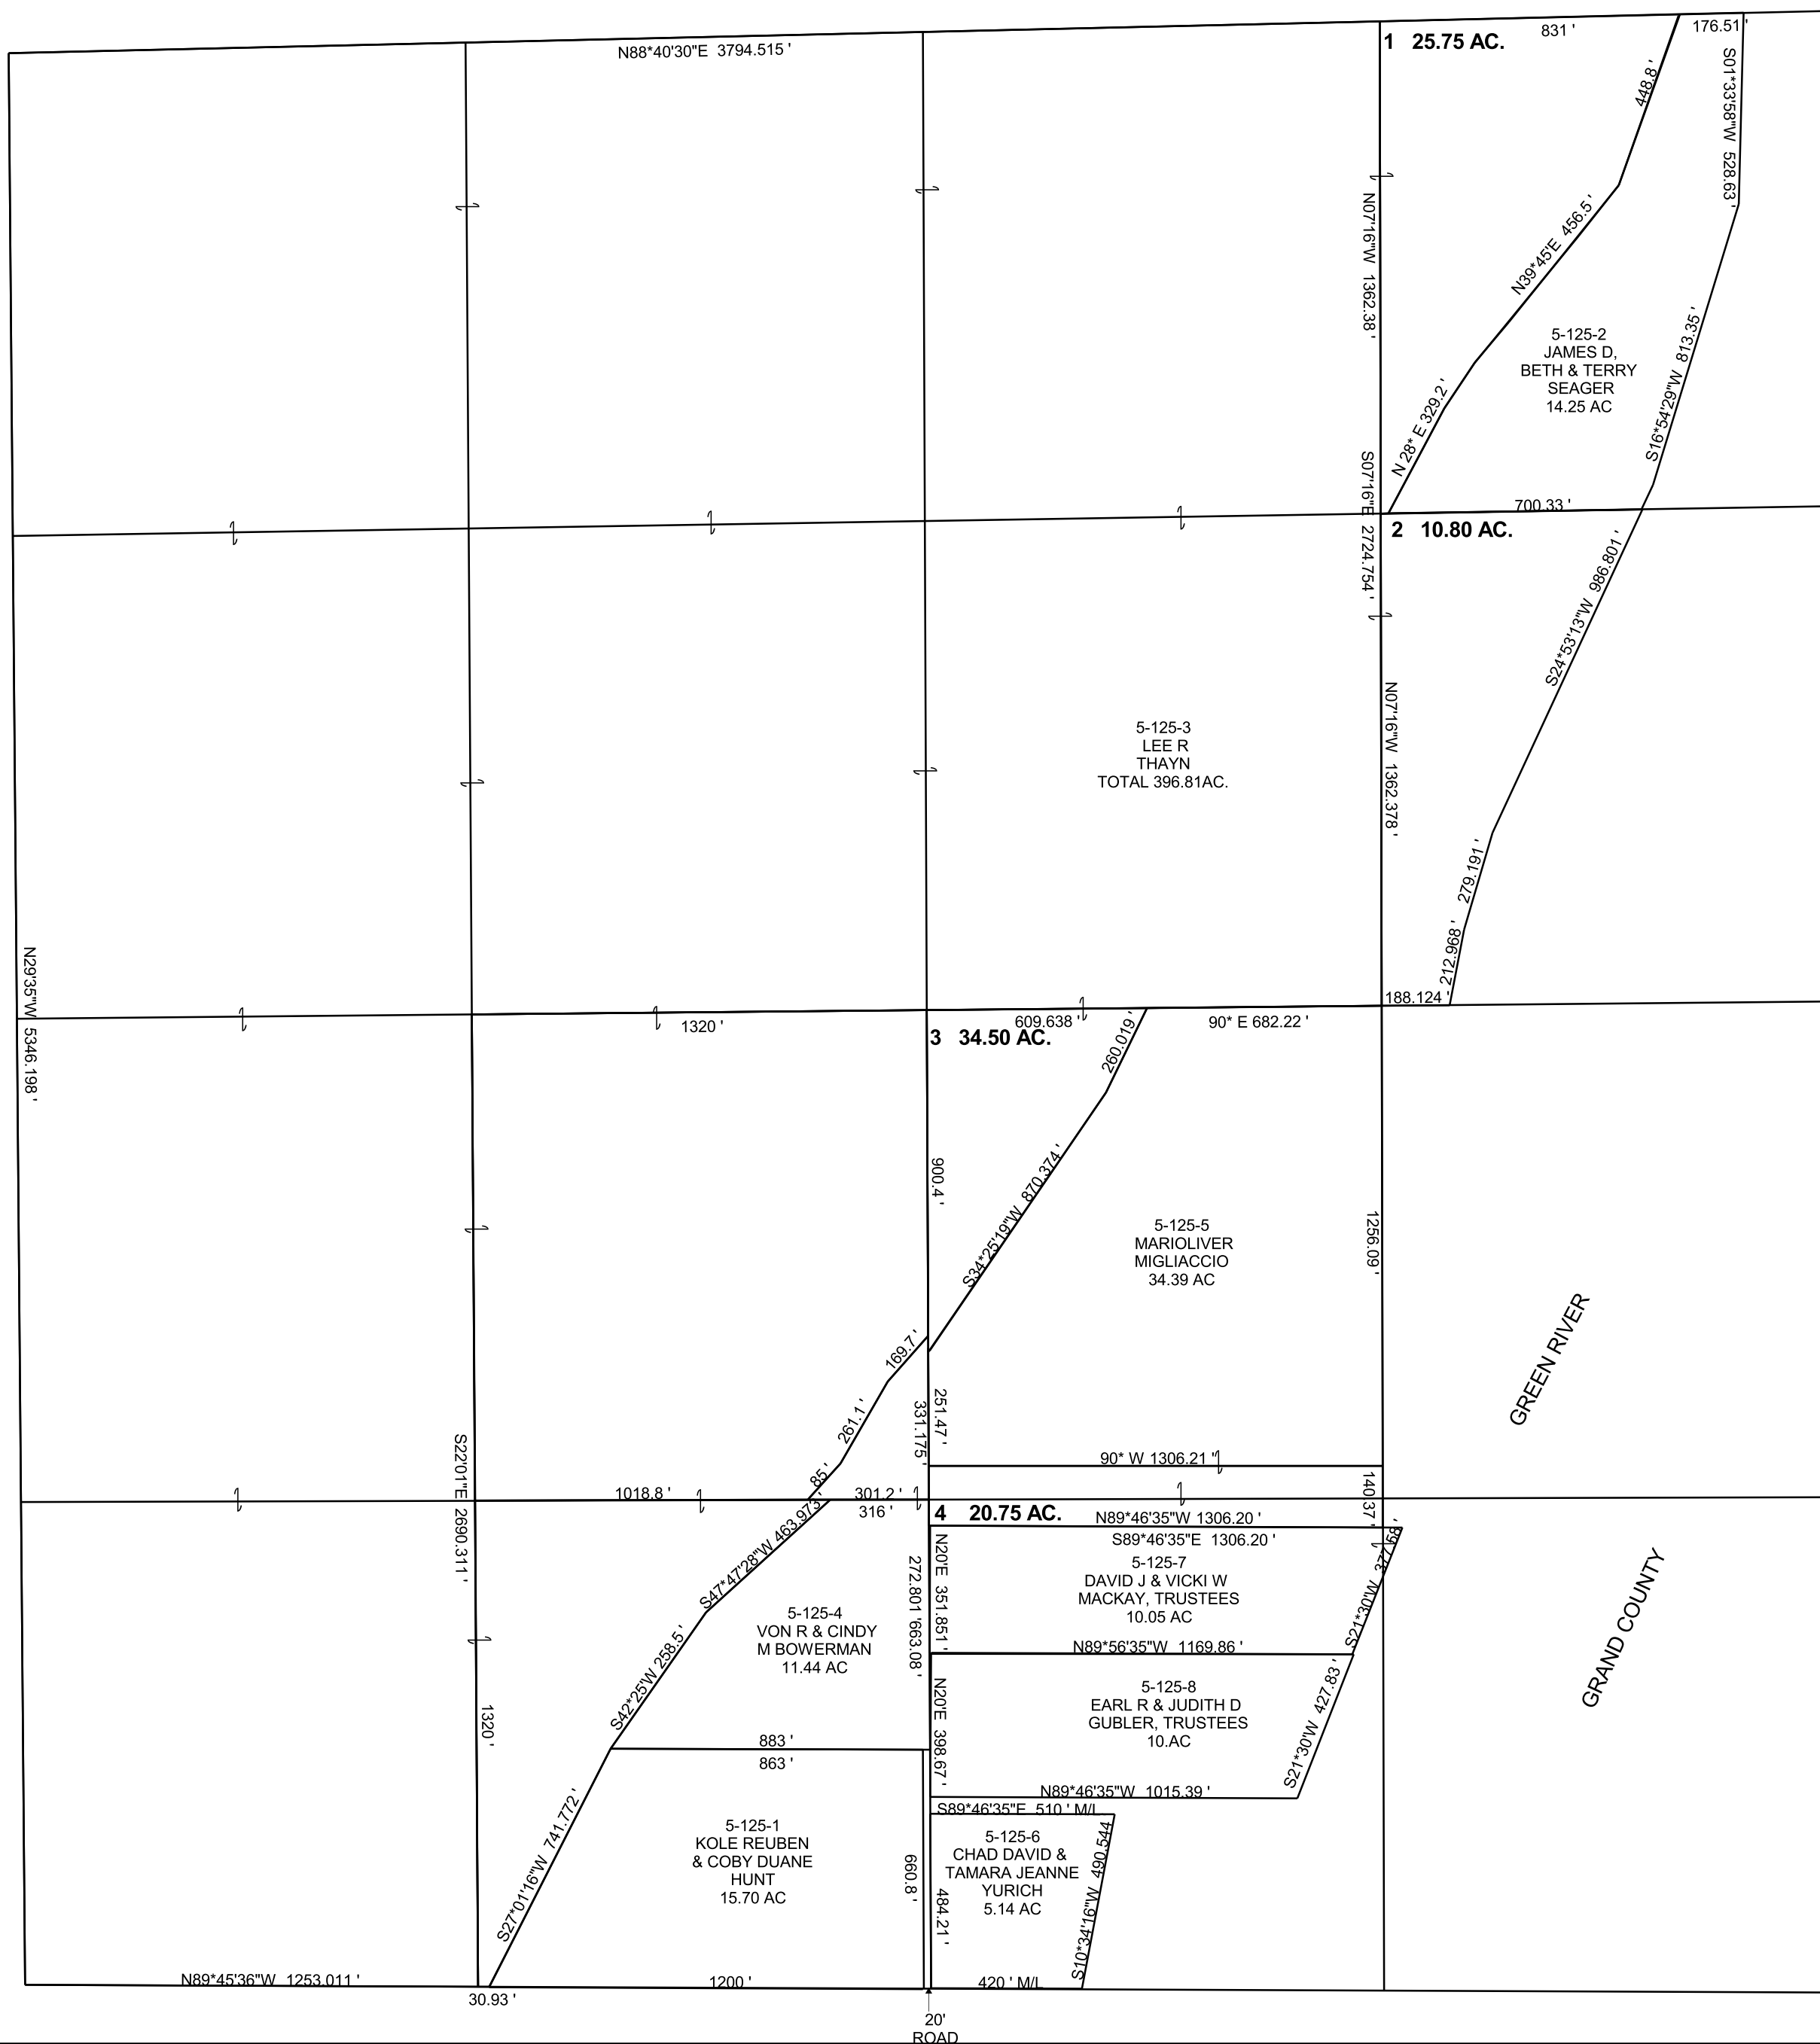 N88*40'30"E 3794.515 '
1 25.75 AC.
831 '
176.51'
448.8 '
S01*33'58"W 528.63 '
N07'16"W 1362.38 '
N39*45'E 456.5 '
5-125-2
JAMES D,
BETH & TERRY
SEAGER
14.25 AC
S16*54'29"W 813.35 '
N 28* E 329.2 '
S07'16"E 2724.754 '
700.33 '
2 10.80 AC.
S24*53'13"W 986.801 '
N07'16"W 1362.378 '
5-125-3
LEE R
THAYN
TOTAL 396.81AC.
279.191 '
212.968 '
188.124 '
N29'35"W 5346.198 '
1320 '
609.638 '
90* E 682.22 '
3 34.50 AC.
260.019 '
900.4 '
S34*25'19"W 870.374 '
5-125-5
MARIOLIVER
MIGLIACCIO
34.39 AC
1256.09 '
GREEN RIVER
169.7 '
261.1 '
85 '
251.47 '
331.175 '
90* W 1306.21 '
S22'01"E 2690.311 '
1018.8 '
301.2 '
316 '
4 20.75 AC.
140.37 '
N89*46'35"W 1306.20 '
S89*46'35"E 1306.20 '
S47*47'28"W 463.973 '
N20'E 351.851 '
272.801 '
663.08 '
5-125-7
DAVID J & VICKI W
MACKAY, TRUSTEES
10.05 AC
S21*30'W 377.58 '
GRAND COUNTY
5-125-4
VON R & CINDY
M BOWERMAN
11.44 AC
S42*25'W 258.5 '
N89*56'35"W 1169.86 '
N20'E 398.67 '
5-125-8
EARL R & JUDITH D
GUBLER, TRUSTEES
10.AC
S21*30'W 427.83 '
1320 '
883 '
863 '
N89*46'35"W 1015.39 '
S89*46'35"E 510 ' M/L
S27*01'16"W 741.772 '
5-125-1
KOLE REUBEN
& COBY DUANE
HUNT
15.70 AC
660.8 '
484.21 '
5-125-6
CHAD DAVID &
TAMARA JEANNE
YURICH
5.14 AC
S10*34'16"W 490.544
N89*45'36"W 1253.011 '
30.93 '
1200 '
420 ' M/L
20'
ROAD